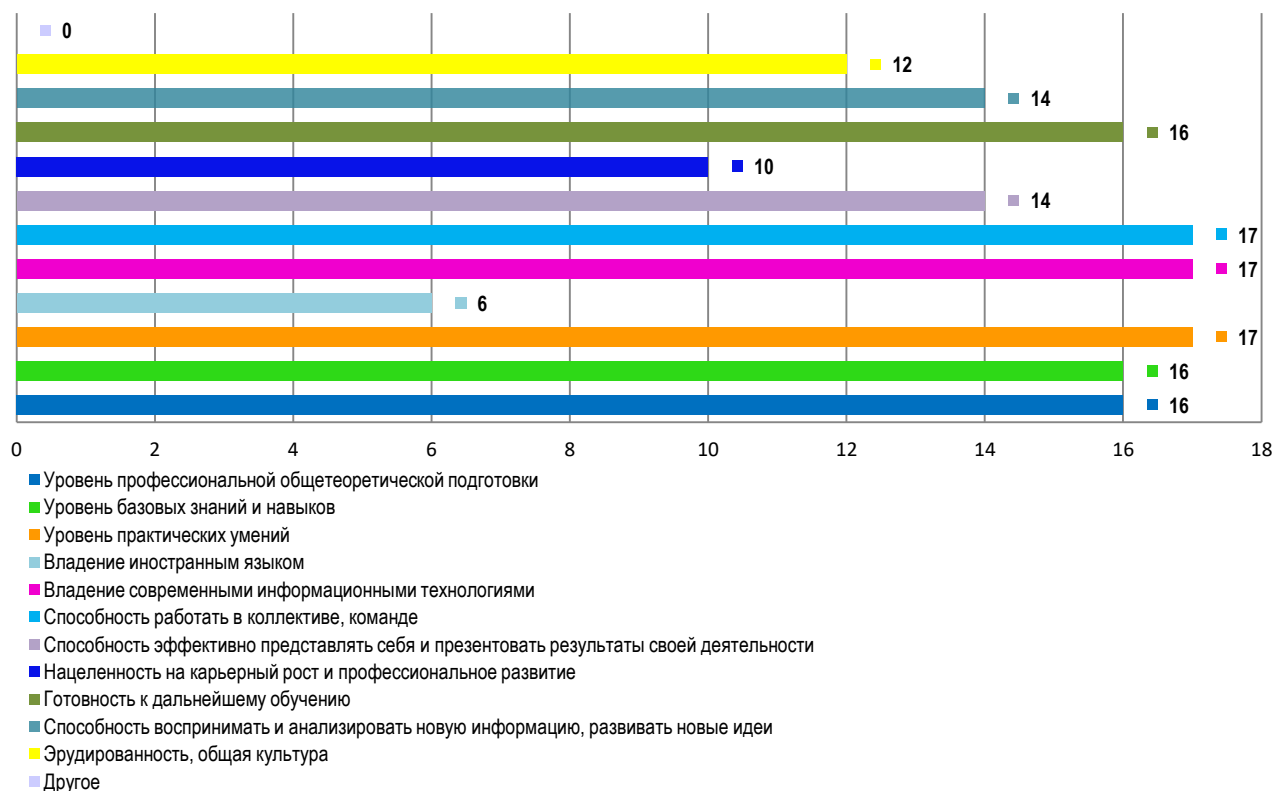 0
12
14
16
10
14
17
17
6
17
16
16
0 2 4 6 8 10 12 14 16 18
Уровень профессиональной общетеоретической подготовки
Уровень базовых знаний и навыков
Уровень практических умений
Владение иностранным языком
Владение современными информационными технологиями
Способность работать в коллективе, команде
Способность эффективно представлять себя и презентовать результаты своей деятельности
Нацеленность на карьерный рост и профессиональное развитие
Готовность к дальнейшему обучению
Способность воспринимать и анализировать новую информацию, развивать новые идеи
Эрудированность, общая культура
Другое